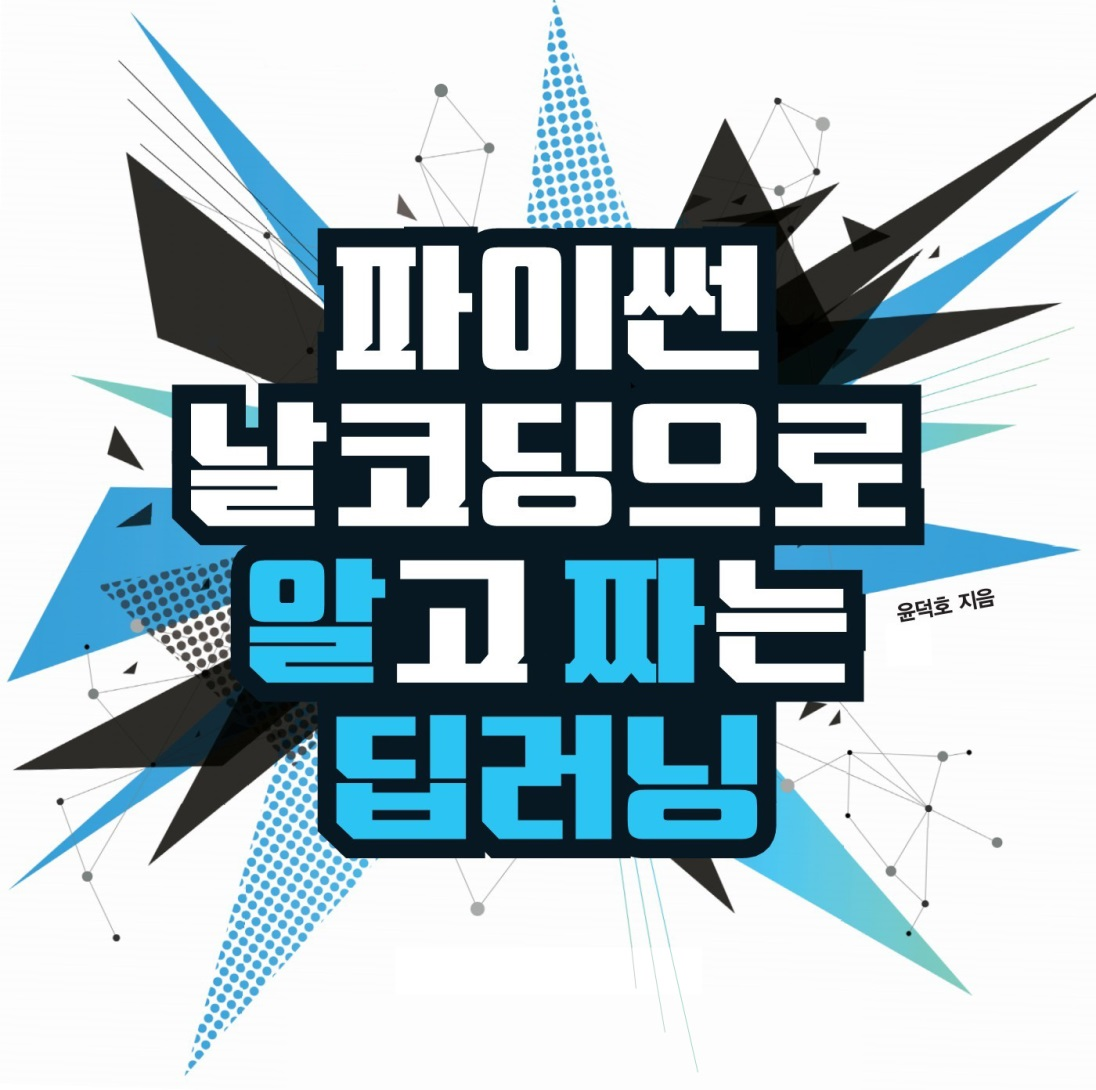 파이썬
날코딩으로
알고 짜는
윤덕호 지음
딥러닝